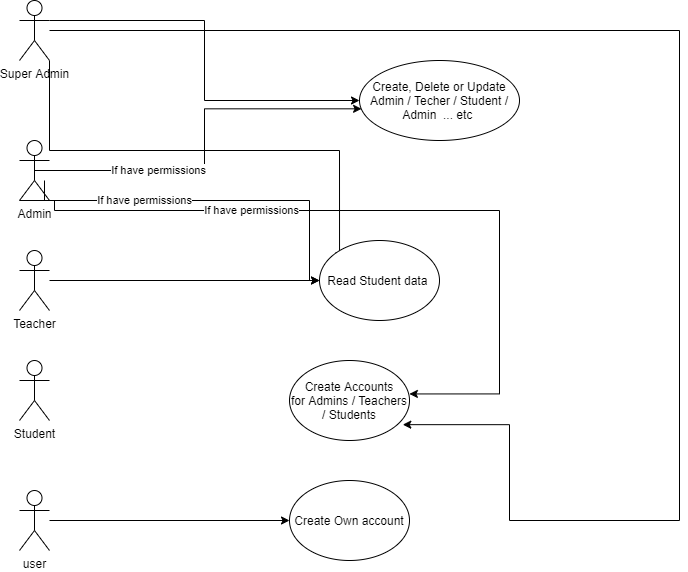 Super Admin
Create, Delete or Update
Admin / Techer / Student /
Admin ... etc
If have permissions
If have permissions
If have permissions
Admin
Read Student data
Teacher
Create Accounts
for Admins / Teachers
/ Students
Student
Create Own account
user